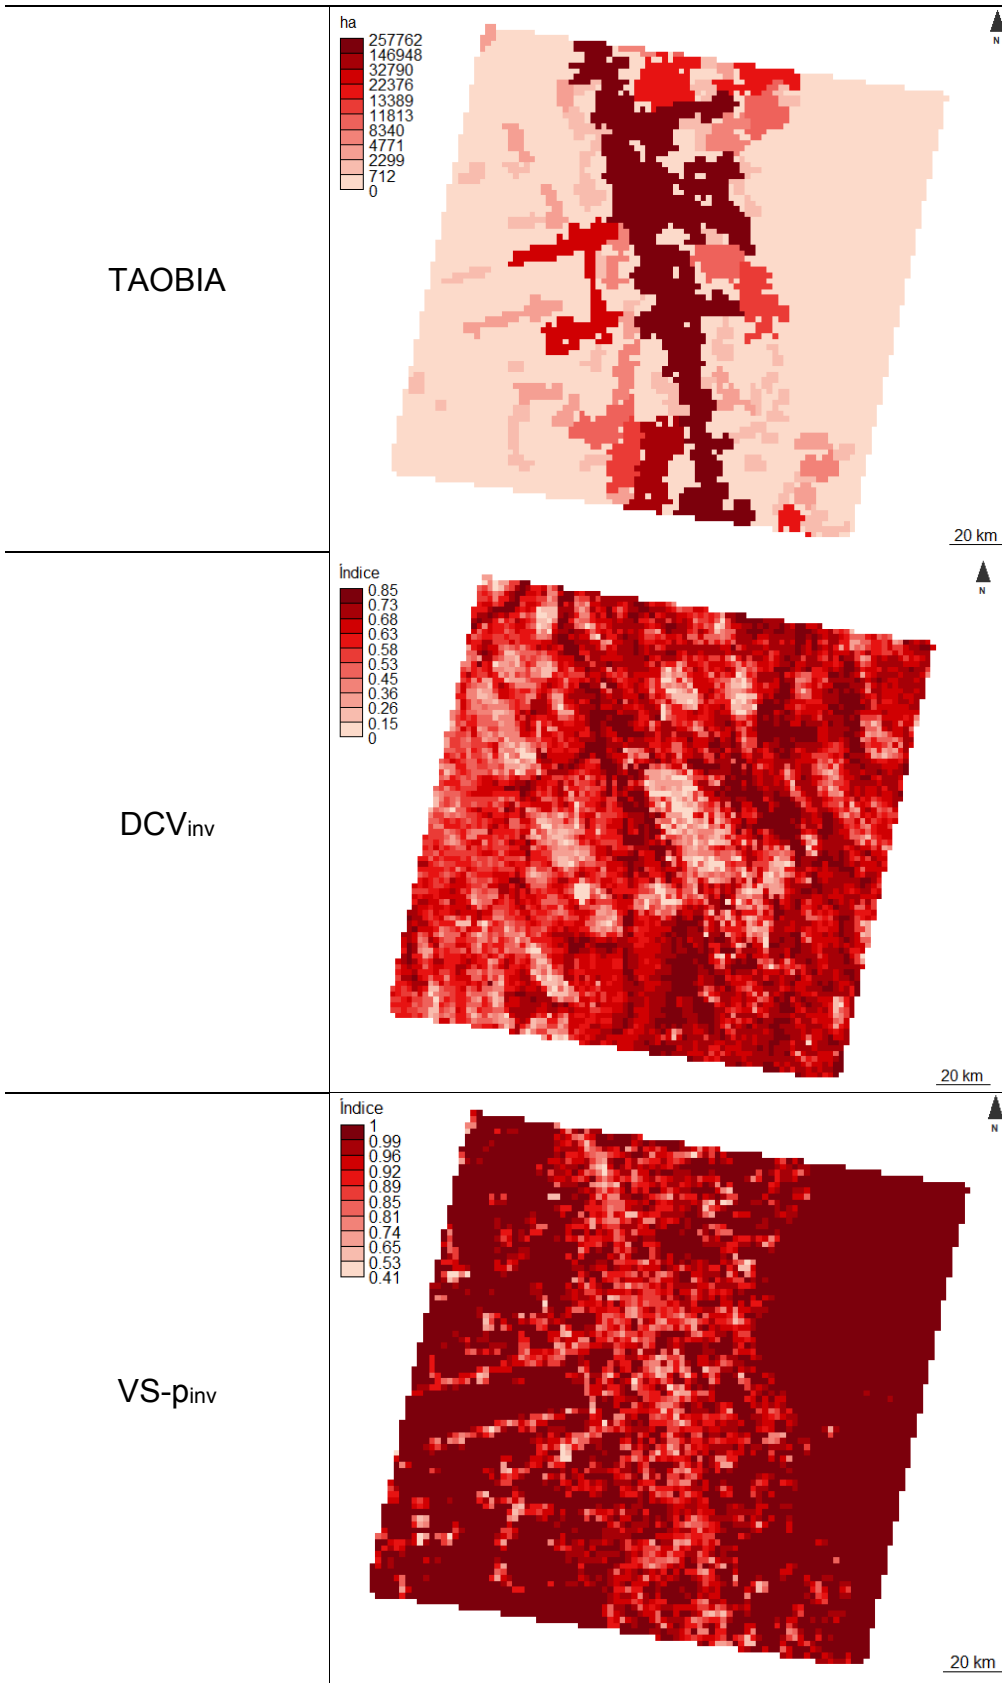 ha
257762
146948
32790
22376
13389
11813
8340
4771
2299
712
0
N
TAOBIA
20 km
Índice
0.85
0.73
0.68
0.63
0.58
0.53
0.45
0.36
0.26
0.15
0
N
DCVinv
20 km
Índice
1
0.99
0.96
0.92
0.89
0.85
0.81
0.74
0.65
0.53
0.41
N
VS-pinv
20 km